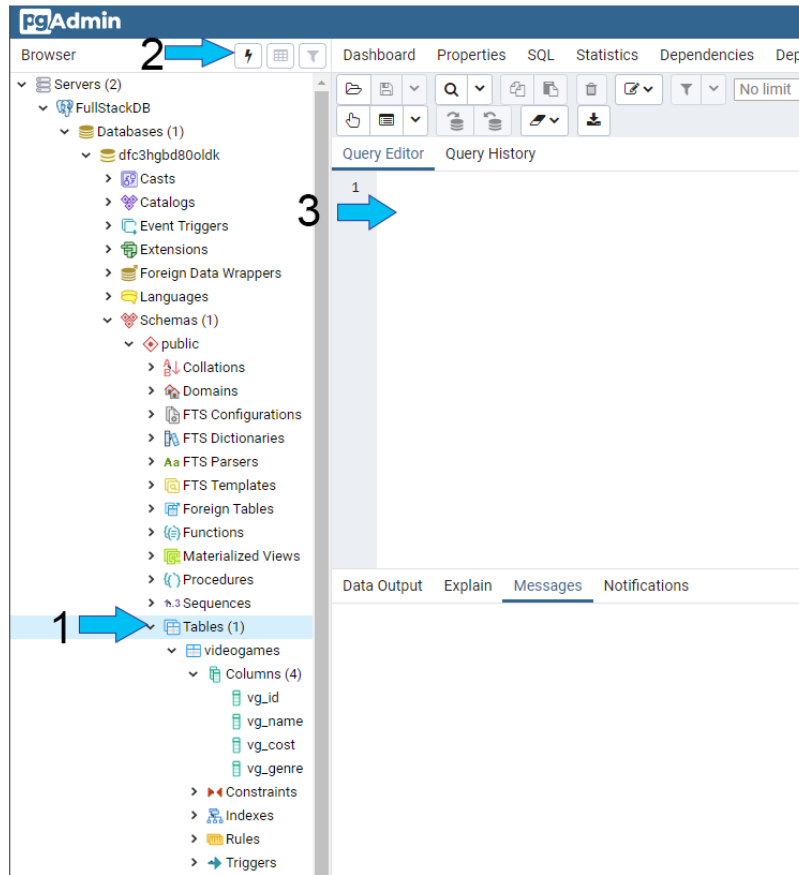 pgAdmin
Browser
2
Dashboard Properties SQL Statistics Dependencies Dep
Servers (2)
FullStackDB
Databases (1)
dfc3hgbd80oldk
Casts
Catalogs
Event Triggers
Extensions
Foreign Data Wrappers
Languages
Schemas (1)
public
Collations
Domains
FTS Configurations
FTS Dictionaries
Aa FTS Parsers
FTS Templates
Foreign Tables
Functions
Materialized Views
Procedures
1..3 Sequences
1
Tables (1)
videogames
Columns (4)
vg_id
vg_name
vg_cost
vg_genre
Constraints
Indexes
Rules
Triggers
No limit
Query Editor Query History
1
3
Data Output Explain Messages Notifications